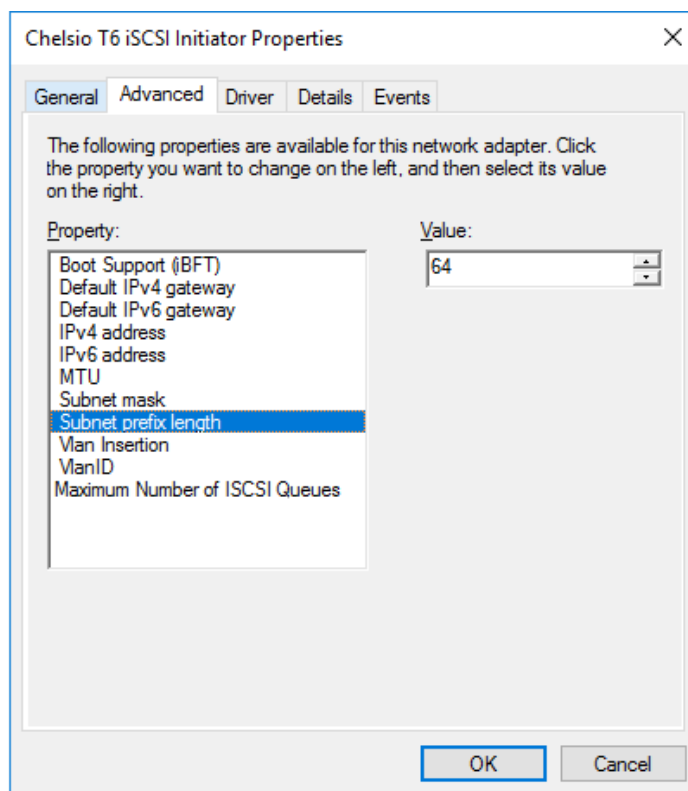 Chelsio T6 iSCSI Initiator Properties
General Advanced Driver Details Events
The following properties are available for this network adapter. Click
the property you want to change on the left, and then select its value
on the right.
Property: Value:
Boot Support (iBFT) 64
Default IPv4 gateway
Default IPv6 gateway
IPv4 address
IPv6 address
MTU
Subnet mask
Subnet prefix length
Vlan Insertion
VlanID
Maximum Number of ISCSI Queues
OK Cancel